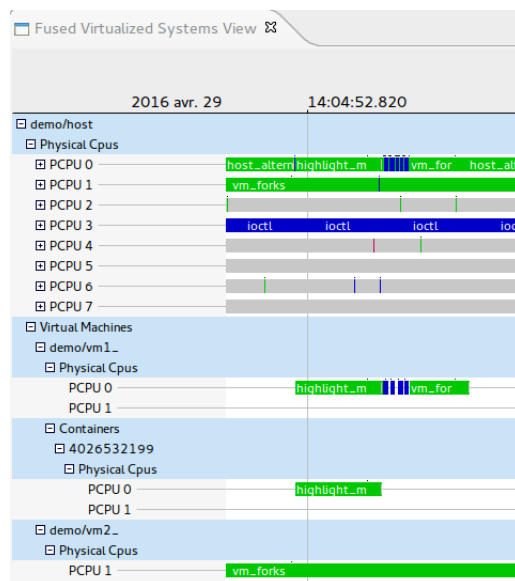 Fused Virtualized Systems View
2016 avr. 29 14:04:52.820
demo/host
Physical Cpus
PCPU 0 host_altern highlight_m vm_for host_alt
PCPU 1 vm_forks
PCPU 2
PCPU 3 ioctl ioctl ioctl ioc
PCPU 4
PCPU 5
PCPU 6
PCPU 7
Virtual Machines
demo/vm1_
Physical Cpus
PCPU 0 highlight_m vm_for
PCPU 1
Containers
4026532199
Physical Cpus
PCPU 0 highlight_m
PCPU 1
demo/vm2_
Physical Cpus
PCPU 1 vm_forks